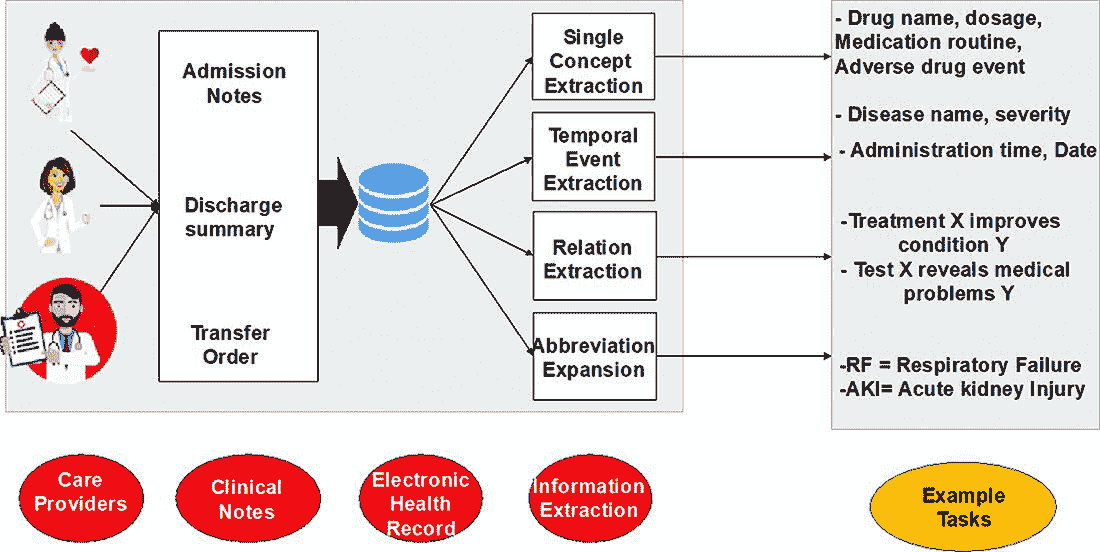 Admission
Notes
Discharge
summary
Transfer
Order
Single
Concept
Extraction
Temporal
Event
Extraction
Relation
Extraction
Abbreviation
Expansion
- Drug name, dosage,
Medication routine,
Adverse drug event
- Disease name, severity
- Administration time, Date
-Treatment X improves
condition Y
- Test X reveals medical
problems Y
-RF = Respiratory Failure
-AKI= Acute kidney Injury
Care
Providers
Clinical
Notes
Electronic
Health
Record
Information
Extraction
Example
Tasks